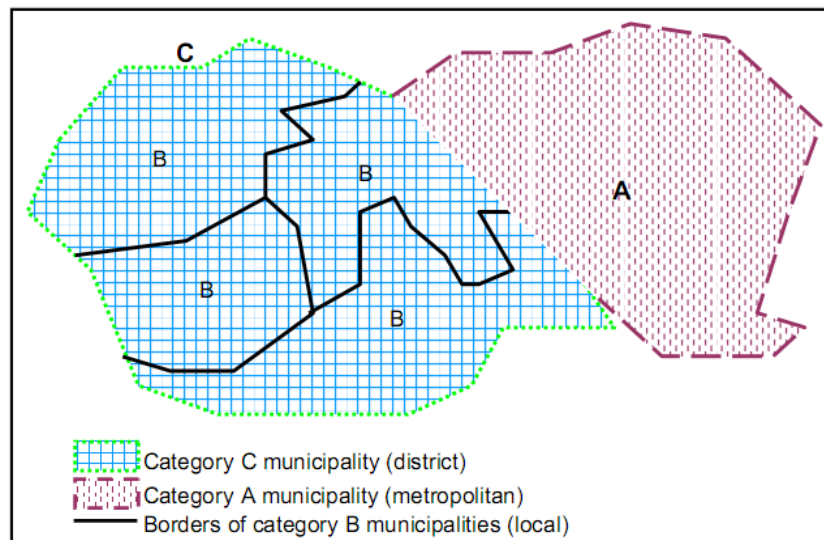 C
B
B
A
B
B
Category C municipality (district)
Category A municipality (metropolitan)
Borders of category B municipalities (local)